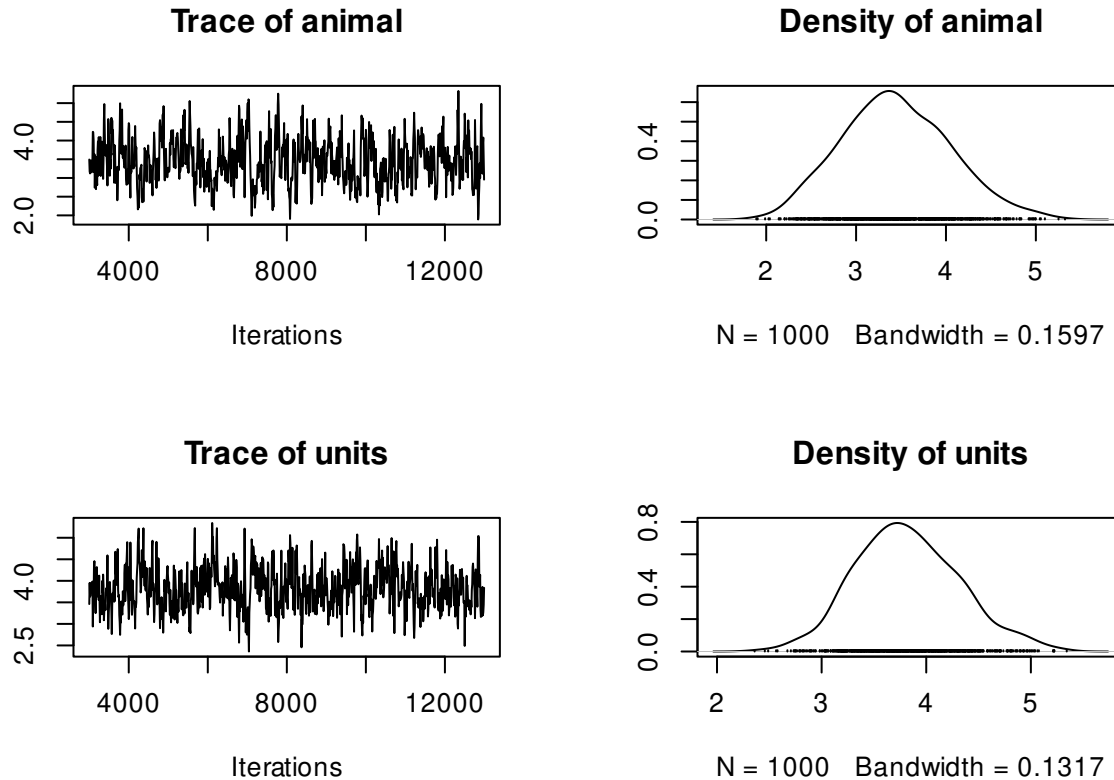 Trace of animal
2.0 4.0
4000 8000 12000
Iterations
Density of animal
0.0 0.4
2 3 4 5
N = 1000 Bandwidth = 0.1597
Trace of units
2.5 4.0
4000 8000 12000
Iterations
Density of units
0.0 0.4 0.8
2 3 4 5
N = 1000 Bandwidth = 0.1317